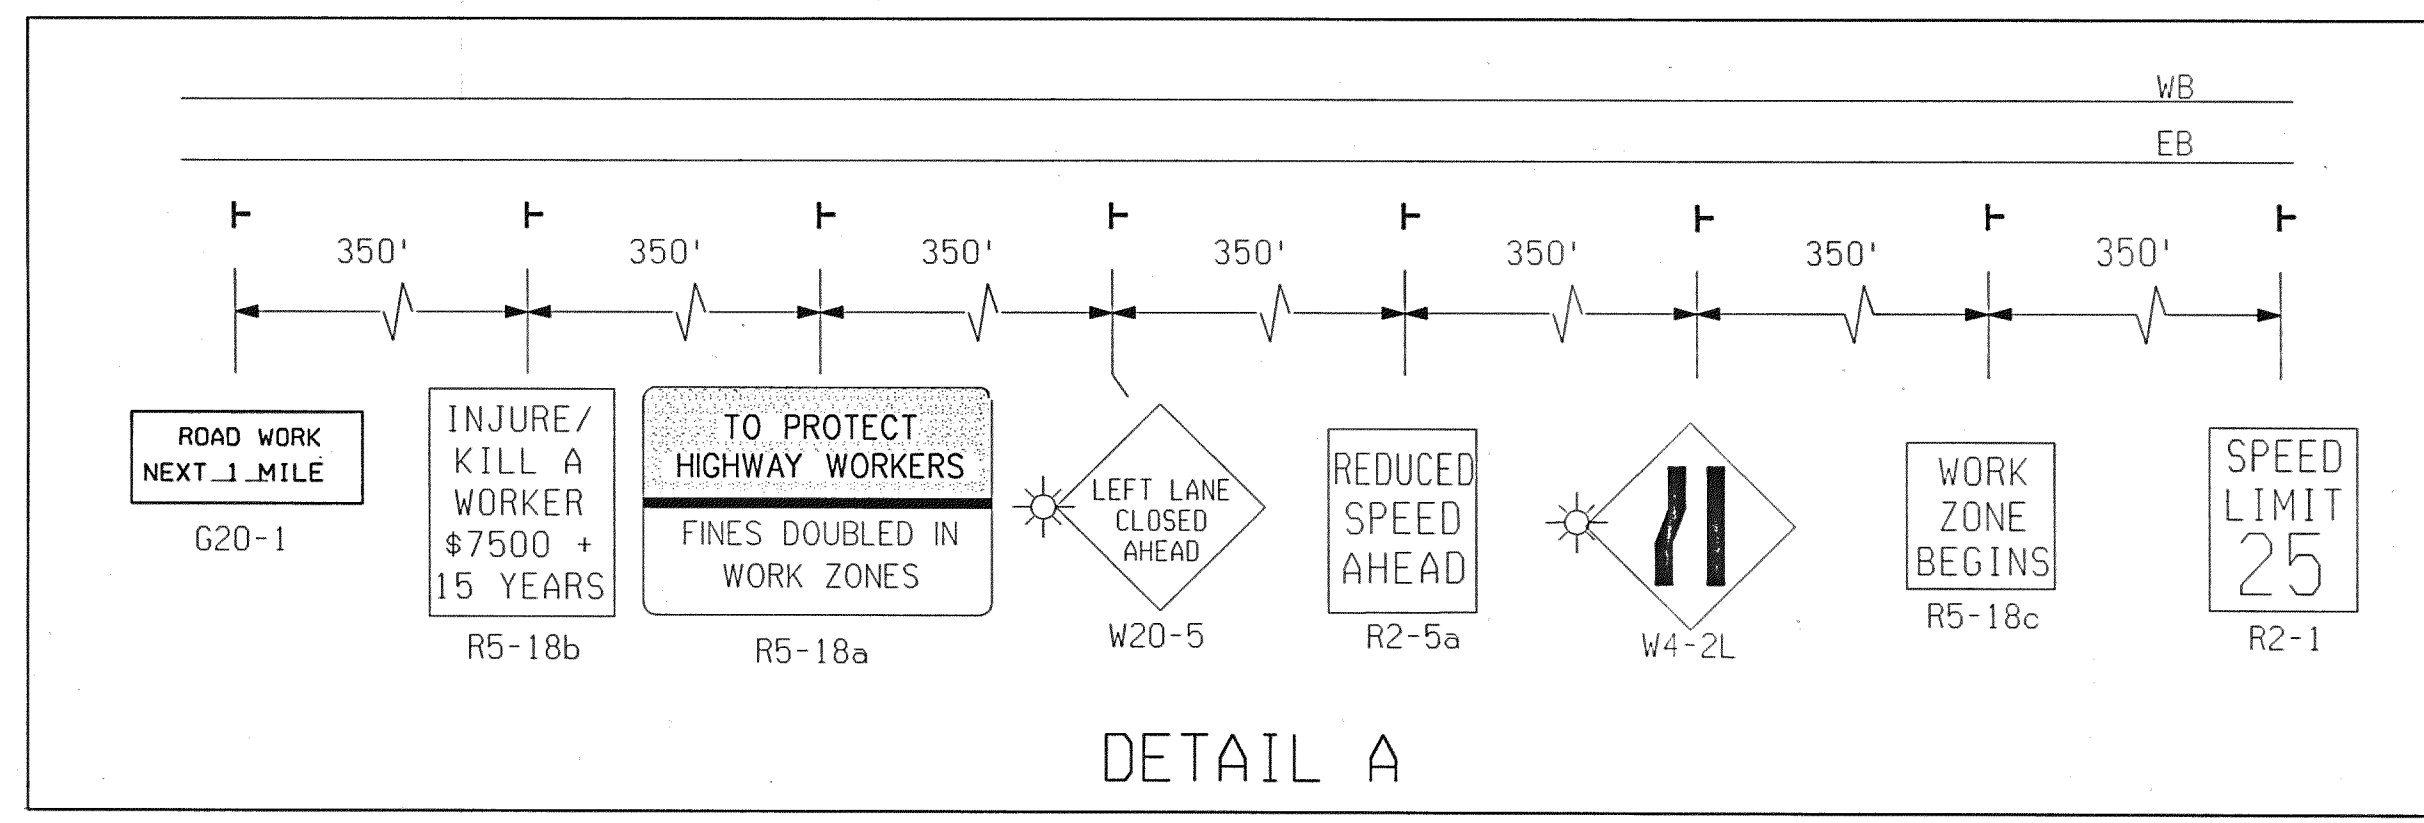 WB
EB
350' 350' 350' 350' 350' 350' 350'
ROAD WORK
NEXT 1 MILE
G20-1
INJURE/
KILL A
WORKER
$7500 +
15 YEARS
R5-18b
TO PROTECT
HIGHWAY WORKERS
FINES DOUBLED IN
WORK ZONES
R5-18a
LEFT LANE
CLOSED
AHEAD
W20-5
REDUCED
SPEED
AHEAD
R2-5a
W4-2L
WORK
ZONE
BEGINS
R5-18c
SPEED
LIMIT
25
R2-1
DETAIL A